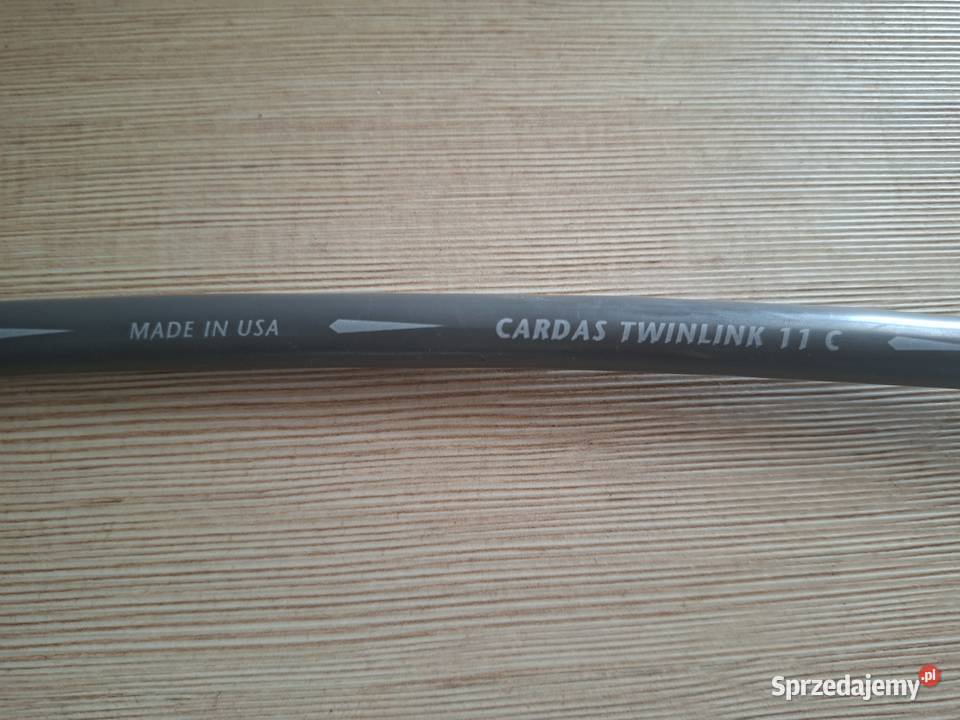 MADE IN USA CARDAS TWINLINK 11 C
Sprzedajemy.pl